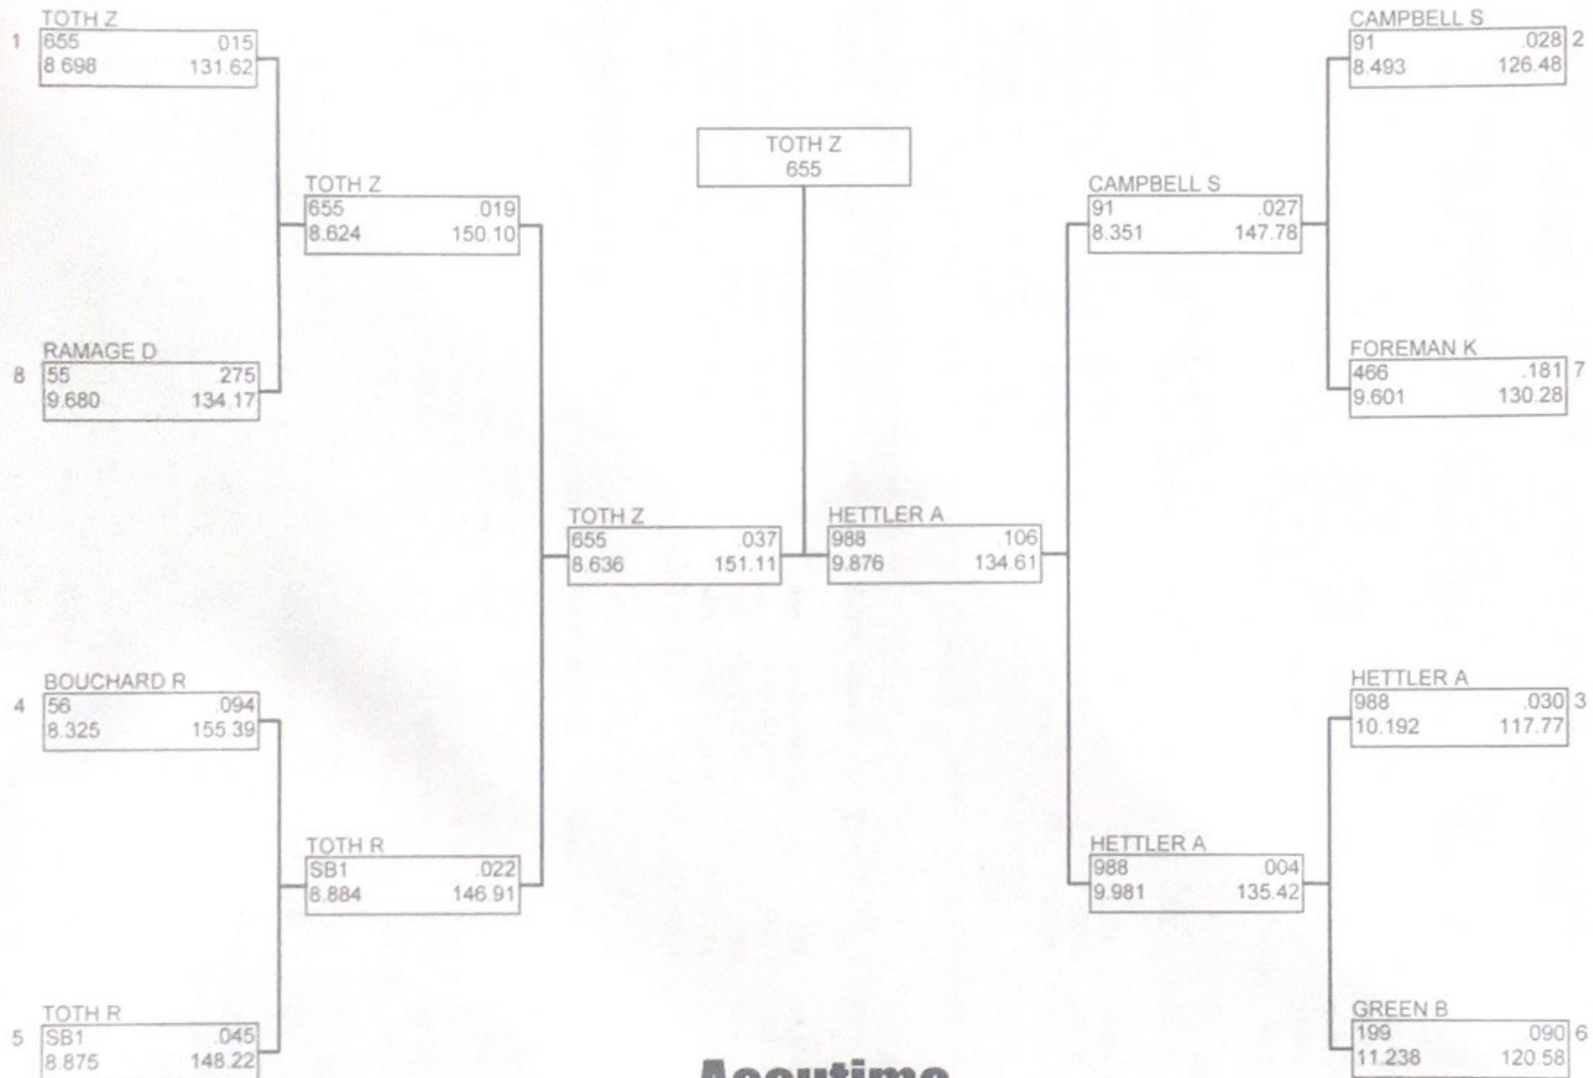 TOTH Z
1
655 .015
8.698 131.62
RAMAGE D
8
55 .275
9.680 134.17
BOUCHARD R
4
56 .094
8.325 155.39
TOTH R
5
SB1 .045
8.875 148.22
TOTH Z
655 .019
8.624 150.10
TOTH R
SB1 .022
8.884 146.91
TOTH Z
655 .037
8.636 151.11
TOTH Z
655
HETTLER A
988 .106
9.876 134.61
CAMPBELL S
91 .027
8.351 147.78
HETTLER A
988 .004
9.981 135.42
CAMPBELL S
91 .028
2
8.493 126.48
FOREMAN K
466 .181
7
9.601 130.28
HETTLER A
988 .030
3
10.192 117.77
GREEN B
199 .090
6
11.238 120.58
Accutime